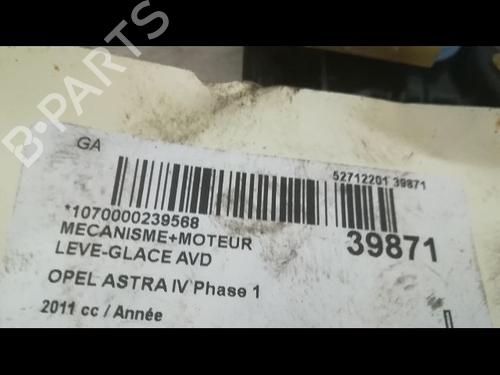 B-PARTS
GA
52712201 39871
*1070000239568
MECANISME+MOTEUR
39871
LEVE-GLACE AVD
OPEL ASTRA IV Phase 1
2011 cc / Année